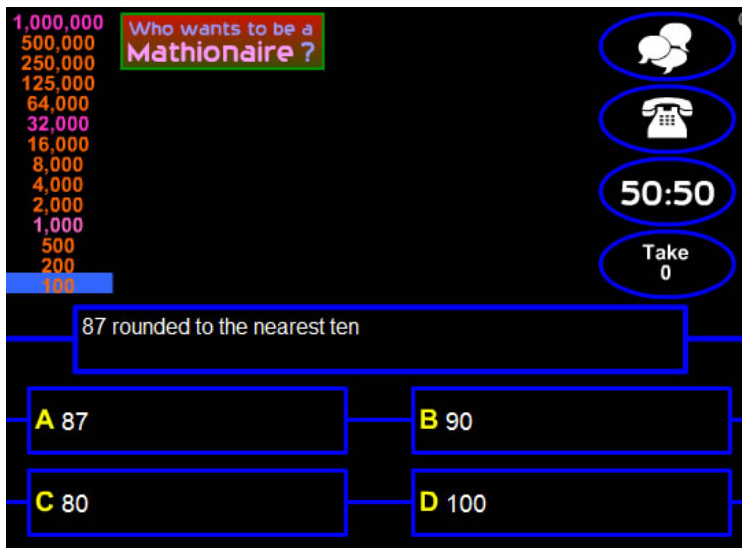 1,000,000
500,000
250,000
125,000
64,000
32,000
16,000
8,000
4,000
2,000
1,000
500
200
100
Who wants to be a
Mathionaire ?
50:50
Take
0
87 rounded to the nearest ten
A 87
B 90
C 80
D 100